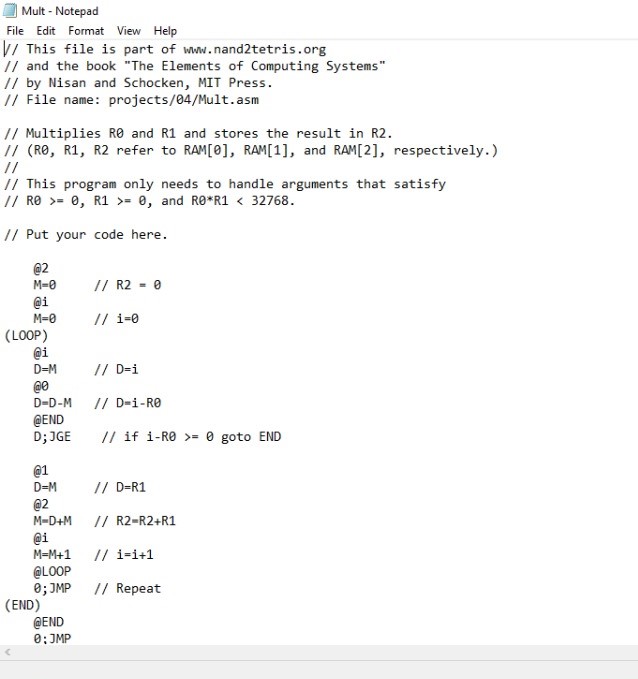 Mult - Notepad
File Edit Format View Help
// This file is part of www.nand2tetris.org
// and the book "The Elements of Computing Systems"
// by Nisan and Schocken, MIT Press.
// File name: projects/04/Mult.asm
// Multiplies R0 and R1 and stores the result in R2.
// (R0, R1, R2 refer to RAM[0], RAM[1], and RAM[2], respectively.)
//
// This program only needs to handle arguments that satisfy
// R0 >= 0, R1 >= 0, and R0*R1 < 32768.
// Put your code here.
@2
M=0 // R2 = 0
@i
M=0 // i=0
(LOOP)
@i
D=M // D=i
@0
D=D-M // D=i-R0
@END
D;JGE // if i-R0 >= 0 goto END
@1
D=M // D=R1
@2
M=D+M // R2=R2+R1
@i
M=M+1 // i=i+1
@LOOP
0;JMP // Repeat
(END)
@END
0;JMP